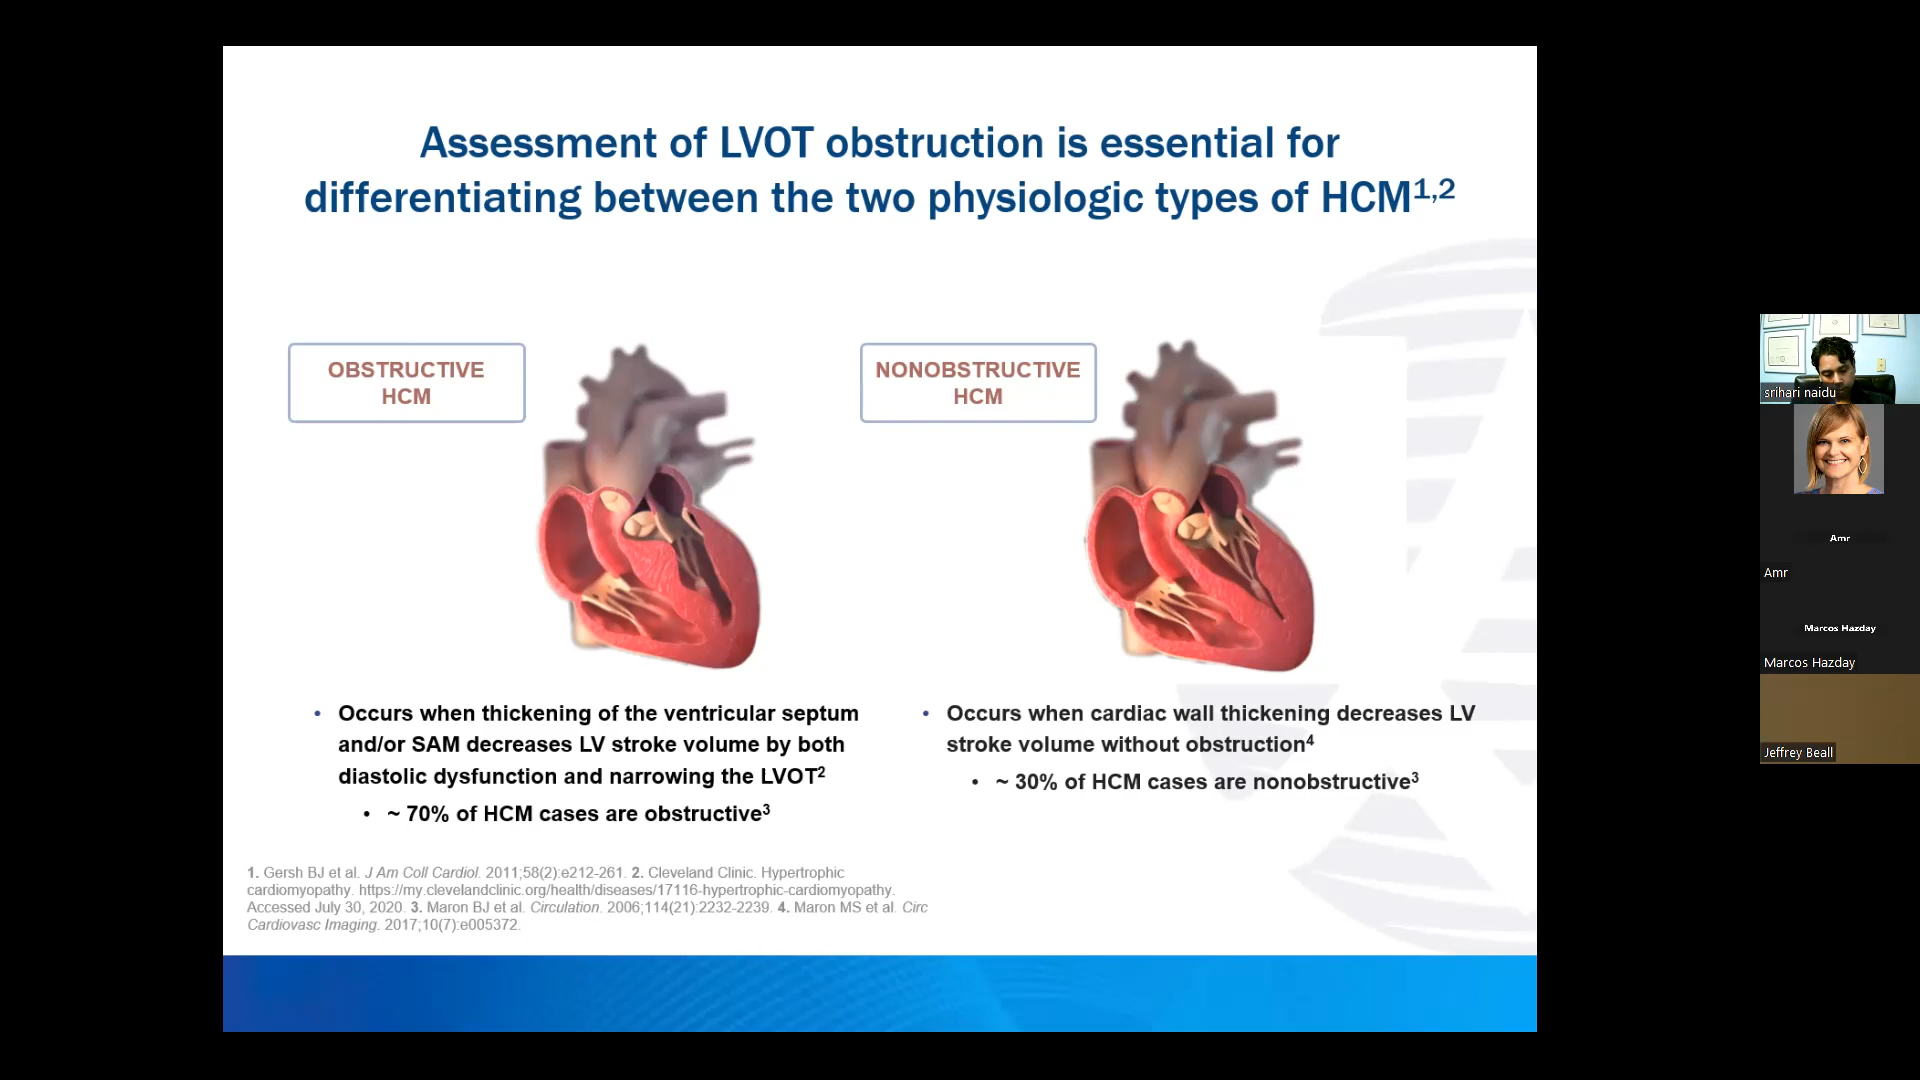 Assessment of LVOT obstruction is essential for
differentiating between the two physiologic types of HCM1,2
OBSTRUCTIVE
HCM
NONOBSTRUCTIVE
HCM
• Occurs when thickening of the ventricular septum
and/or SAM decreases LV stroke volume by both
diastolic dysfunction and narrowing the LVOT2
• ~ 70% of HCM cases are obstructive3
• Occurs when cardiac wall thickening decreases LV
stroke volume without obstruction4
• ~ 30% of HCM cases are nonobstructive3
1. Gersh BJ et al. J Am Coll Cardiol. 2011;58(2):e212-261. 2. Cleveland Clinic. Hypertrophic
cardiomyopathy. https://my.clevelandclinic.org/health/diseases/17116-hypertrophic-cardiomyopathy.
Accessed July 30, 2020. 3. Maron BJ et al. Circulation. 2006;114(21):2232-2239. 4. Maron MS et al. Circ
Cardiovasc Imaging. 2017;10(7):e005372.
srihari naidu
Amr
Amr
Marcos Hazday
Marcos Hazday
Jeffrey Beall